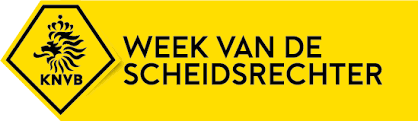 KNVB
WEEK VAN DE
SCHEIDSRECHTER